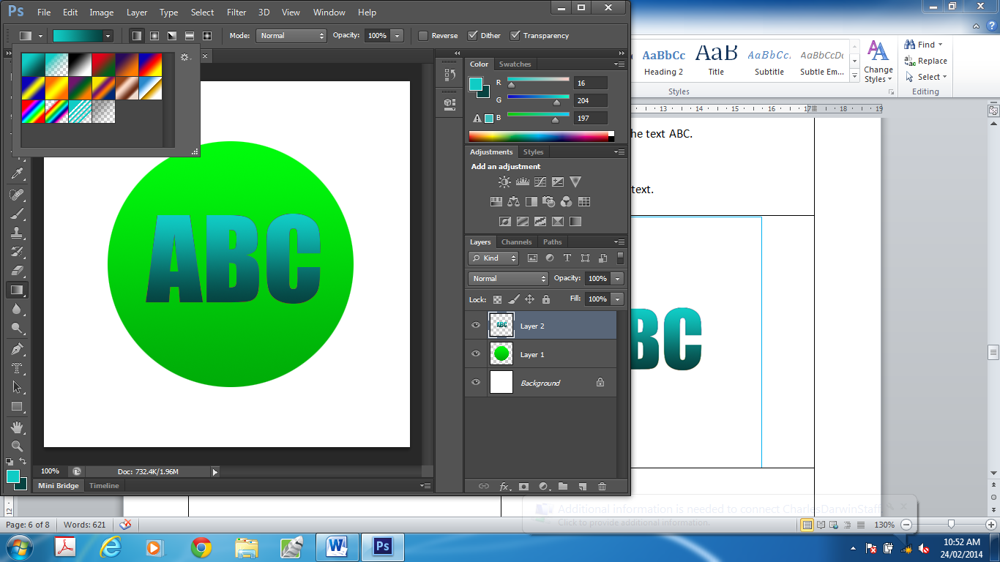 Ps File Edit Image Layer Type Select Filter 3D View Window Help
Mode: Normal Opacity: 100% Reverse Dither Transparency
Color Swatches
R 16
G 204
B 197
Adjustments Styles
Add an adjustment
Layers Channels Paths
Kind
Normal Opacity: 100%
Lock: Fill: 100%
Layer 2
Layer 1
Background
ABC
100% Doc: 732.4K/1.96M
Mini Bridge Timeline
AaBbCc AaB AaBbCc. AaBbCcDc
Heading 2 Title Subtitle Subtle Em...
Change
Styles
Styles
Find
Replace
Select
Editing
13 14 15 16 17 18 19
he text ABC.
text.
BC
12
Additional information is needed to connect CharlesDarwinStaff.
Click to provide additional information.
Page: 6 of 8 Words: 621 130%
W Ps
10:52 AM
24/02/2014